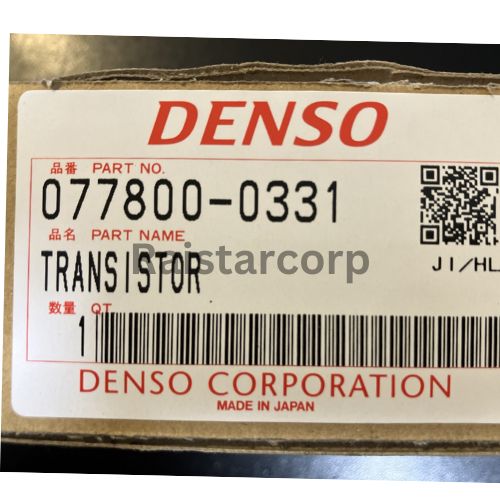 DENSO
品番 PART NO.
077800-0331
品名 PART NAME
TRANSISTOR
Raistarcorp
JI/HL
数量 QT
1
DENSO CORPORATION
MADE IN JAPAN